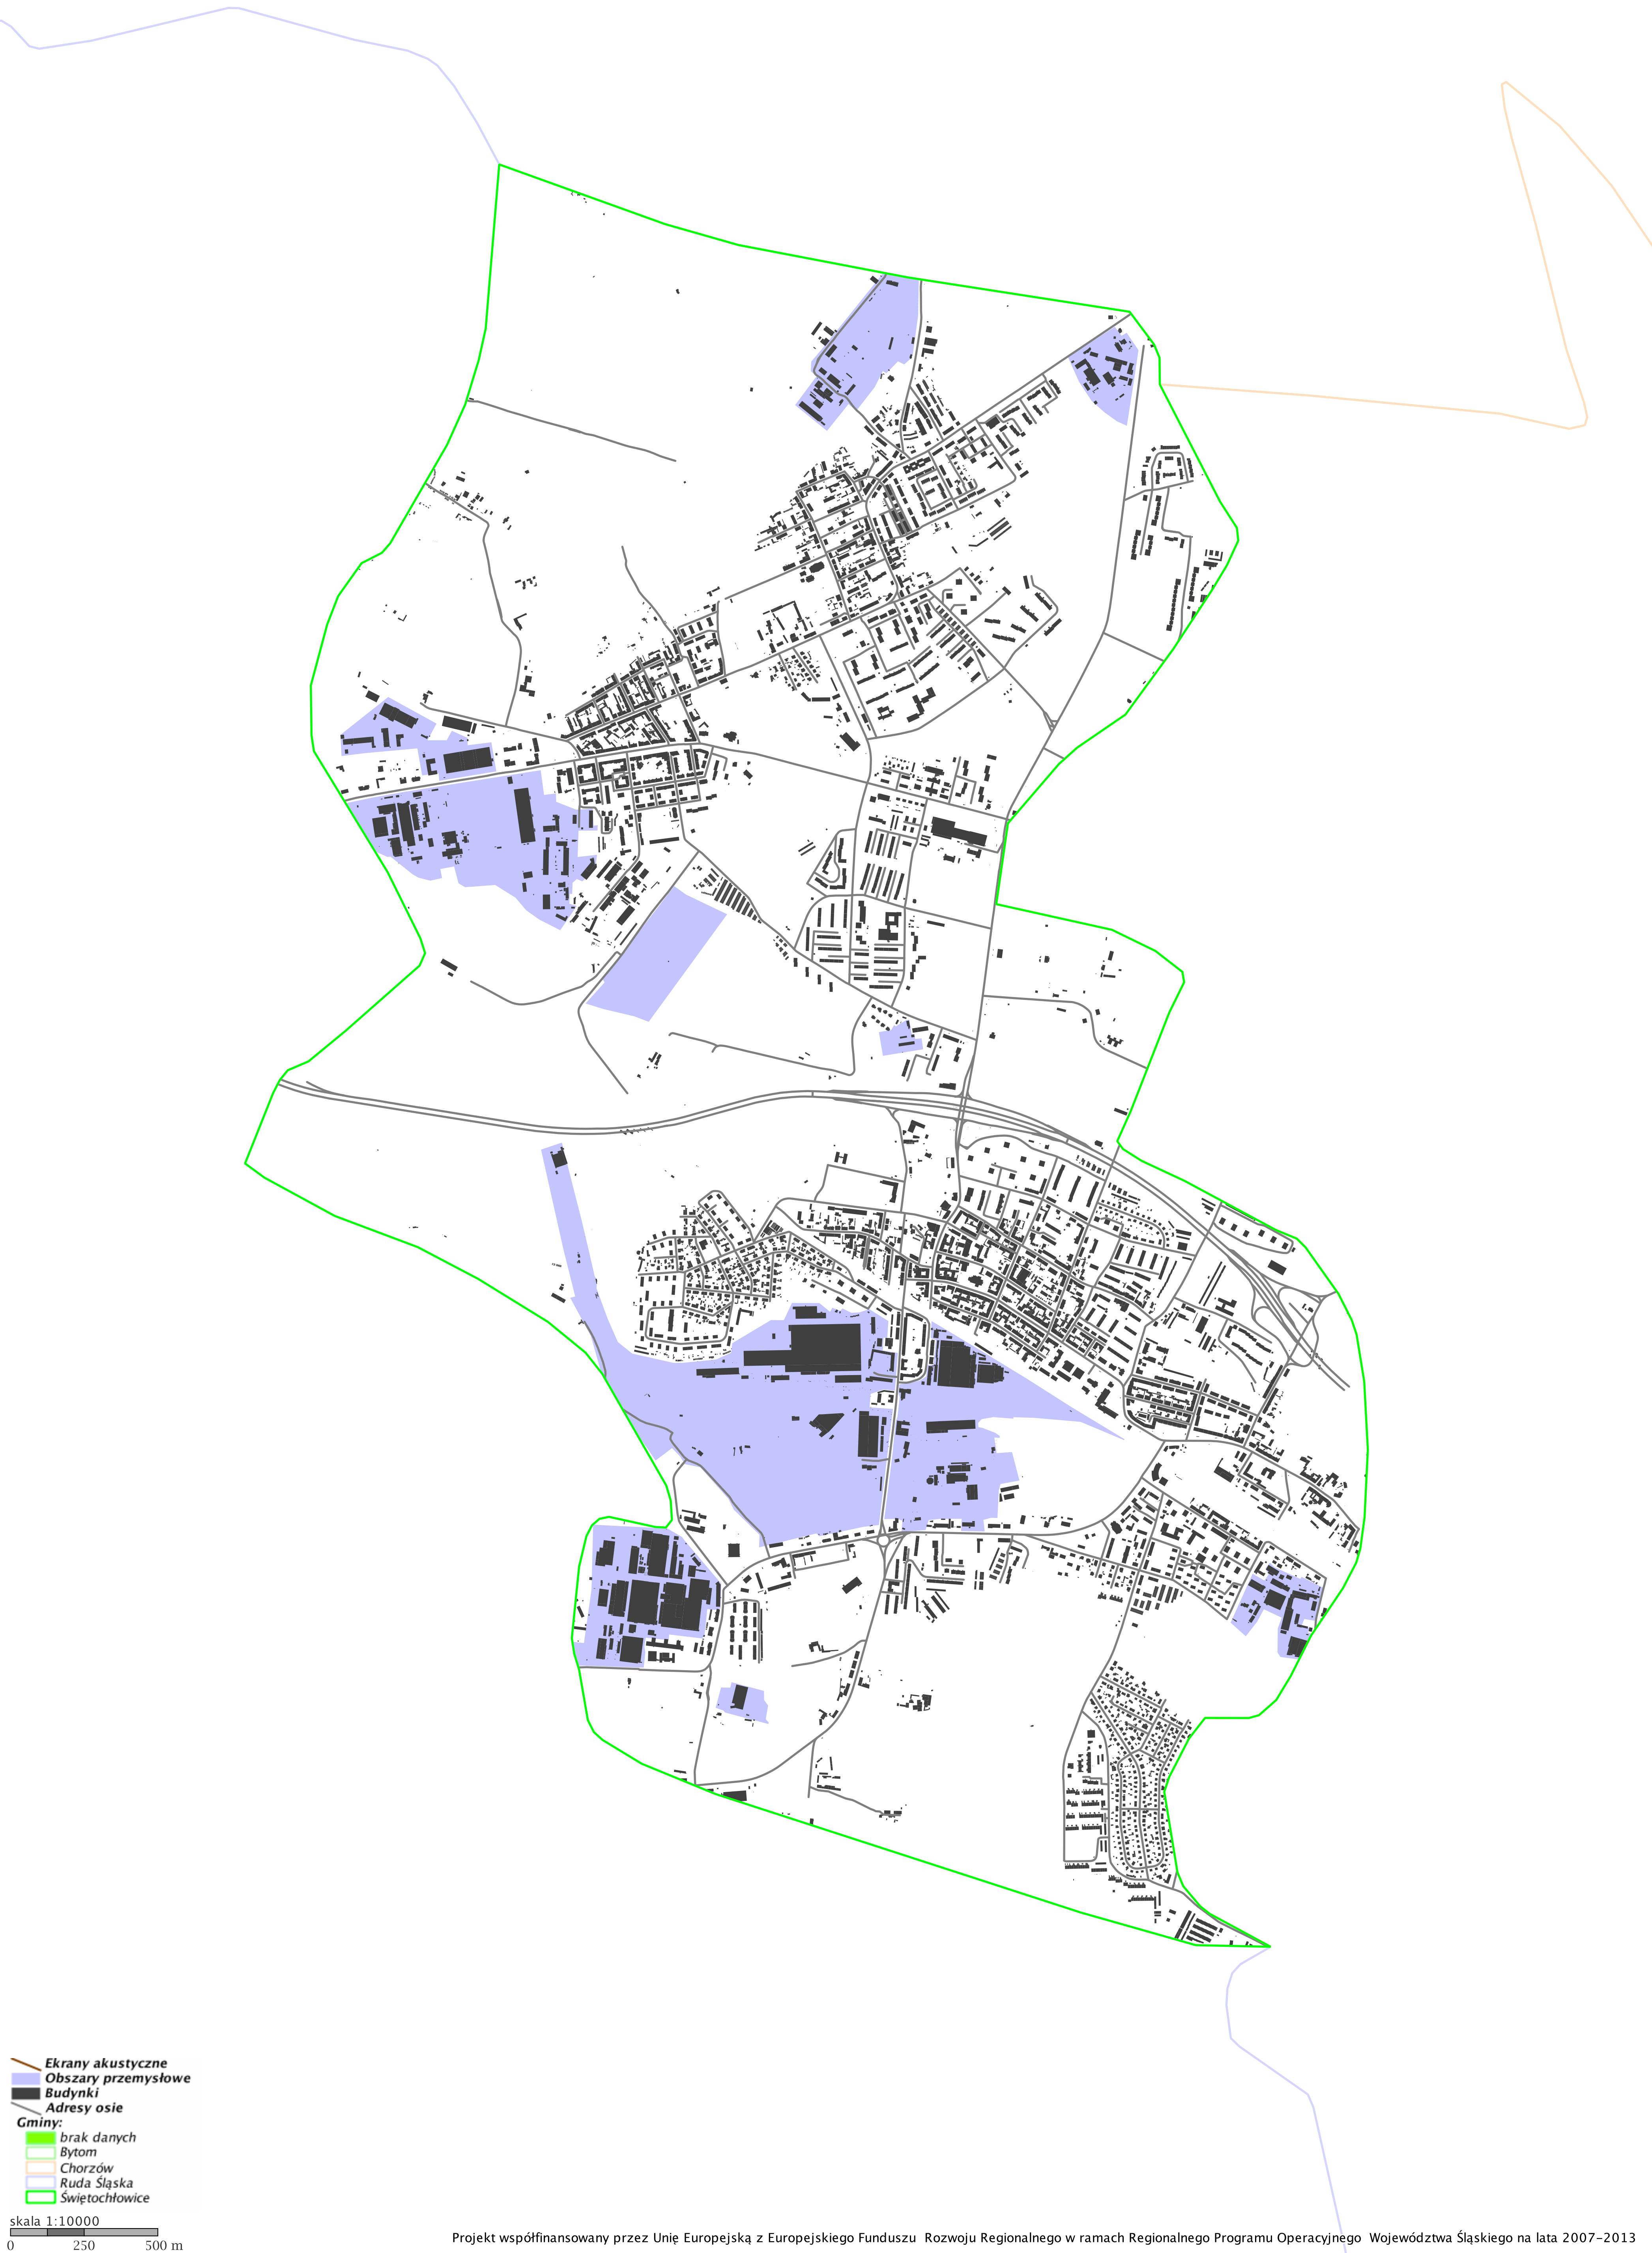 Ekrany akustyczne
Obszary przemysłowe
Budynki
Adresy osie
Gminy:
brak danych
Bytom
Chorzów
Ruda Śląska
Świętochłowice
skala 1:10000
0 250 500 m
Projekt współfinansowany przez Unię Europejską z Europejskiego Funduszu Rozwoju Regionalnego w ramach Regionalnego Programu Operacyjnego Województwa Śląskiego na lata 2007-2013